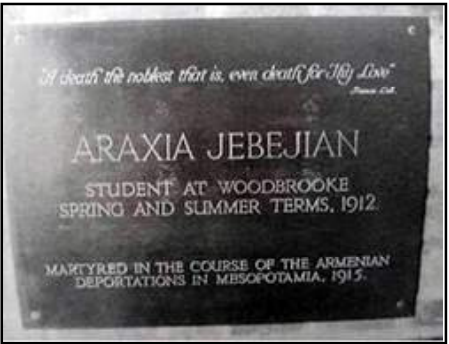 "A death the noblest that is, even death for Thy Love"
ARAXIA JEBEJIAN
STUDENT AT WOODBROOKE
SPRING AND SUMMER TERMS, 1912.
MARTYRED IN THE COURSE OF THE ARMENIAN
DEPORTATIONS IN MESOPOTAMIA, 1915.